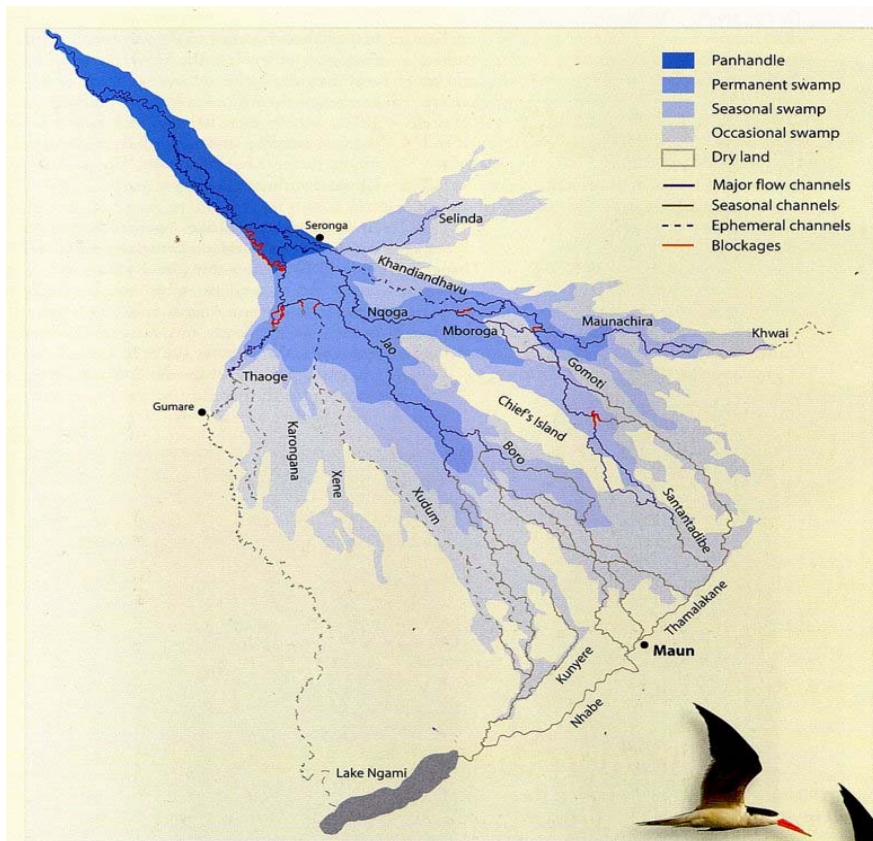 Panhandle
Permanent swamp
Seasonal swamp
Occasional swamp
Dry land
Major flow channels
Seasonal channels
Ephemeral channels
Blockages
Selinda
Seronga
Khandiandhavu
Nqoga
Mboroga
Maunachira
Khwai
Jao
Gomoti
Thaoge
Gumare
Chief's Island
Karongana
Xene
Boro
Xudum
Santantadibe
Thamalakane
Maun
Kunyere
Nhabe
Lake Ngami